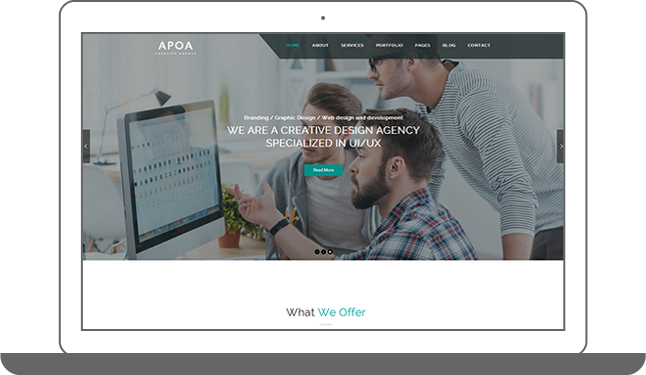 APOA
CREATIVE AGENCY
HOME ABOUT SERVICES PORTFOLIO PAGES BLOG CONTACT
Branding / Graphic Design / Web design and development
WE ARE A CREATIVE DESIGN AGENCY
SPECIALIZED IN UI/UX
Read More
What We Offer